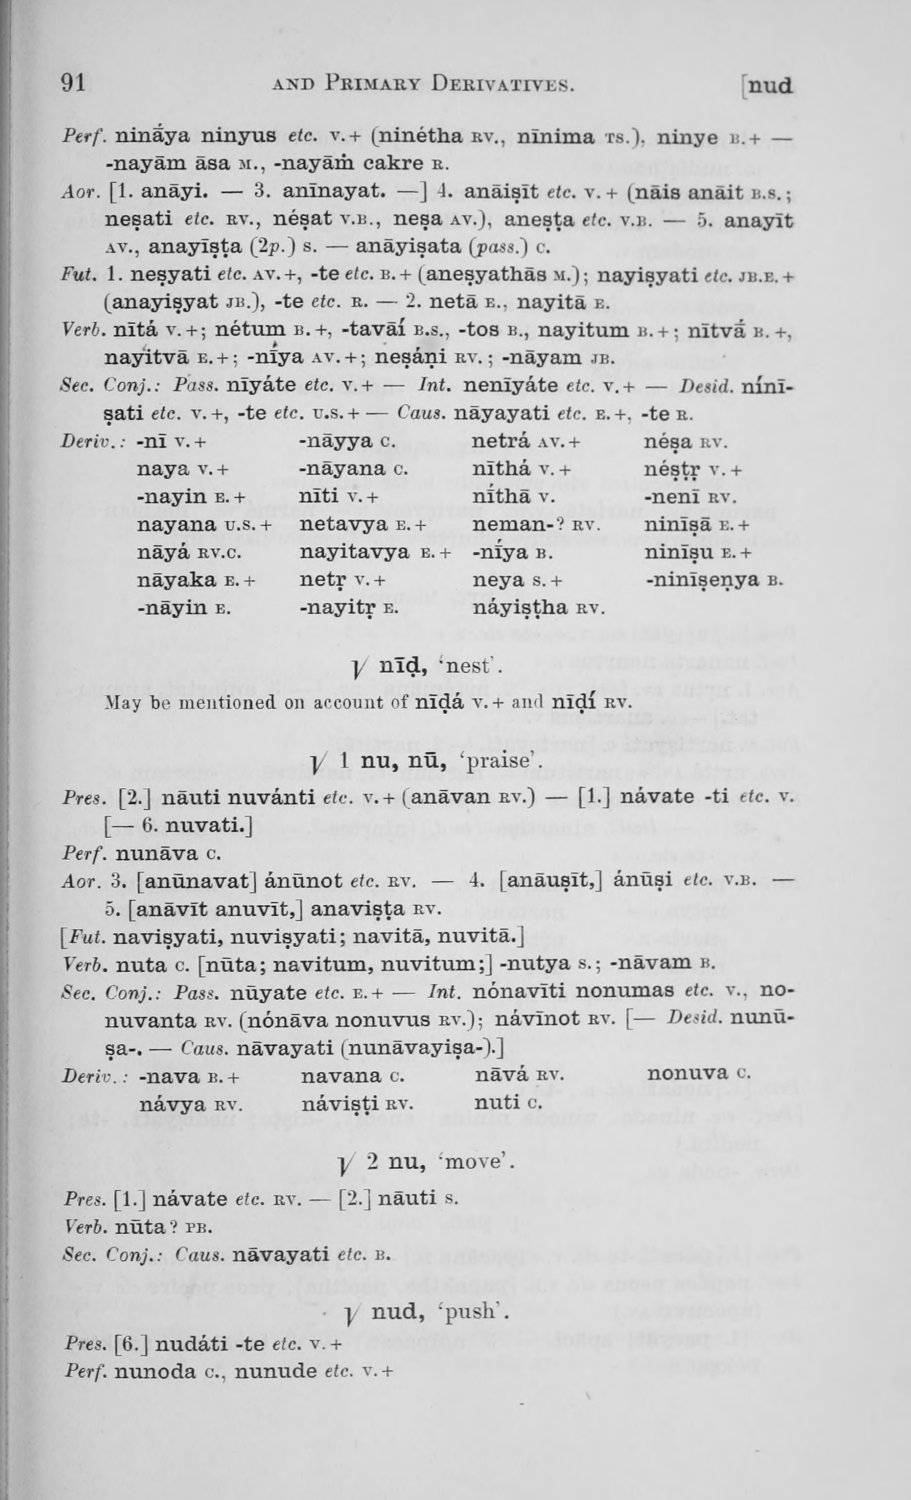 91 AND PRIMARY DERIVATIVES. [nud
Perf. nināya ninyus etc. V.+ (ninétha RV., nīnima TS.), ninye B.+ —
-nayām āsa M., -nayāṁ cakre R.
Aor. [1. anāyi. — 3. anīnayat. —] 4. anāiṣīt etc. V.+ (nāis anāit B.S.;
neṣati etc. RV., néṣat V.B., neṣa AV.), aneṣṭa etc. V.B. — 5. anayīt
AV., anayīṣṭa (2p.) S. — anāyiṣata (pass.) C.
Fut. 1. neṣyati etc. AV.+, -te etc. B.+ (aneṣyathās M.); nayiṣyati etc. JB.E.+
(anayiṣyat JB.), -te etc. R. — 2. netā E., nayitā E.
Verb. nītá V.+; nétum B.+, -tavāí B.S., -tos B., nayitum B.+; nītvā́ B.+,
nayitvā E.+; -nī́ya AV.+; neṣáṇi RV.; -nāyam JB.
Sec. Conj.: Pass. nīyáte etc. V.+ — Int. nenīyáte etc. V.+ — Desid. nínī-
ṣati etc. V.+, -te etc. U.S.+ — Caus. nāyayati etc. E.+, -te R.
Deriv.: -nī V.+ -nāyya C. netrá AV.+ néṣa RV.
naya V.+ -nāyana C. nīthá V.+ néṣṭṛ V.+
-nayin E.+ nīti V.+ nī́thā V. -nenī RV.
nayana U.S.+ netavya E.+ neman-? RV. ninīṣā E.+
nāyá RV.C. nayitavya E.+ -nī́ya B. ninīṣu E.+
nāyaka E.+ netṛ V.+ neya S.+ -ninīṣeṇya B.
-nāyin E. -nayitṛ E. náyiṣṭha RV.
√ nīḍ, ‘nest’.
May be mentioned on account of nīḍá V.+ and nīḍí RV.
√ 1 nu, nū, ‘praise’.
Pres. [2.] nāuti nuvánti etc. V.+ (anāvan RV.) — [1.] návate -ti etc. V.
[— 6. nuvati.]
Perf. nunāva C.
Aor. 3. [anūnavat] ánūnot etc. RV. — 4. [anāuṣīt,] ánūṣi etc. V.B. —
5. [anāvīt anuvīt,] anaviṣṭa RV.
[Fut. naviṣyati, nuviṣyati; navitā, nuvitā.]
Verb. nuta C. [nūta; navitum, nuvitum;] -nutya S.; -nāvam B.
Sec. Conj.: Pass. nūyate etc. E.+ — Int. nónavīti nonumas etc. V., no-
nuvanta RV. (nónāva nonuvus RV.); návīnot RV. [— Desid. nunū-
ṣa-. — Caus. nāvayati (nunāvayiṣa-).]
Deriv.: -nava B.+ navana C. nāvá RV. nonuva C.
návya RV. náviṣṭi RV. nuti C.
√ 2 nu, ‘move’.
Pres. [1.] návate etc. RV. — [2.] nāuti S.
Verb. nūta? PB.
Sec. Conj.: Caus. nāvayati etc. B.
√ nud, ‘push’.
Pres. [6.] nudáti -te etc. V.+
Perf. nunoda C., nunude etc. V.+